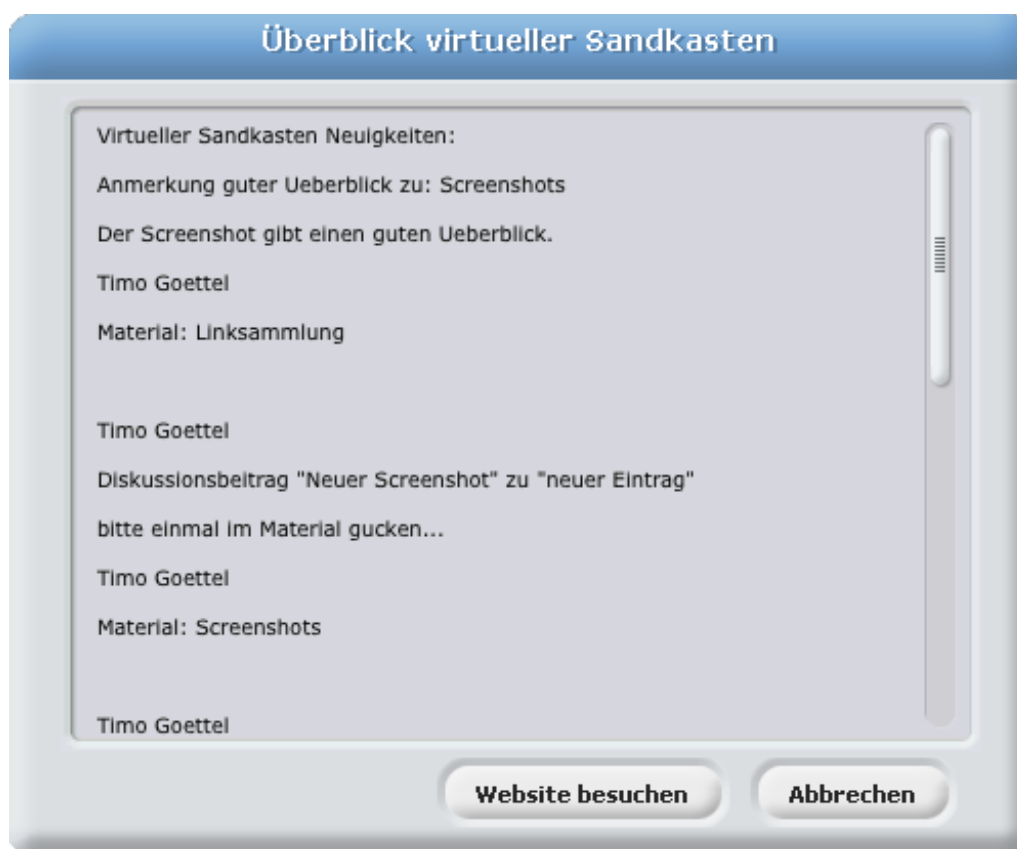 Überblick virtueller Sandkasten
Virtueller Sandkasten Neuigkeiten:
Anmerkung guter Ueberblick zu: Screenshots
Der Screenshot gibt einen guten Ueberblick.
Timo Goettel
Material: Linksammlung
Timo Goettel
Diskussionsbeitrag "Neuer Screenshot" zu "neuer Eintrag"
bitte einmal im Material gucken...
Timo Goettel
Material: Screenshots
Timo Goettel
Website besuchen
Abbrechen